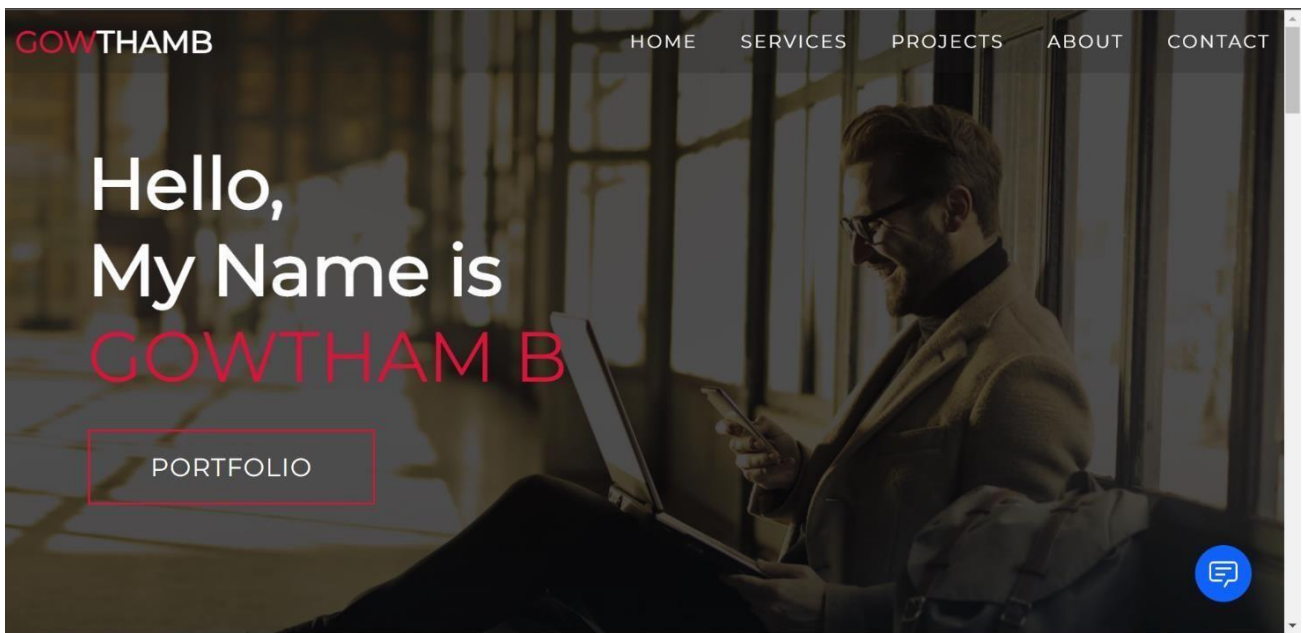 GOWTHAMB
HOME SERVICES PROJECTS ABOUT CONTACT
Hello,
My Name is
GOWTHAM B
PORTFOLIO